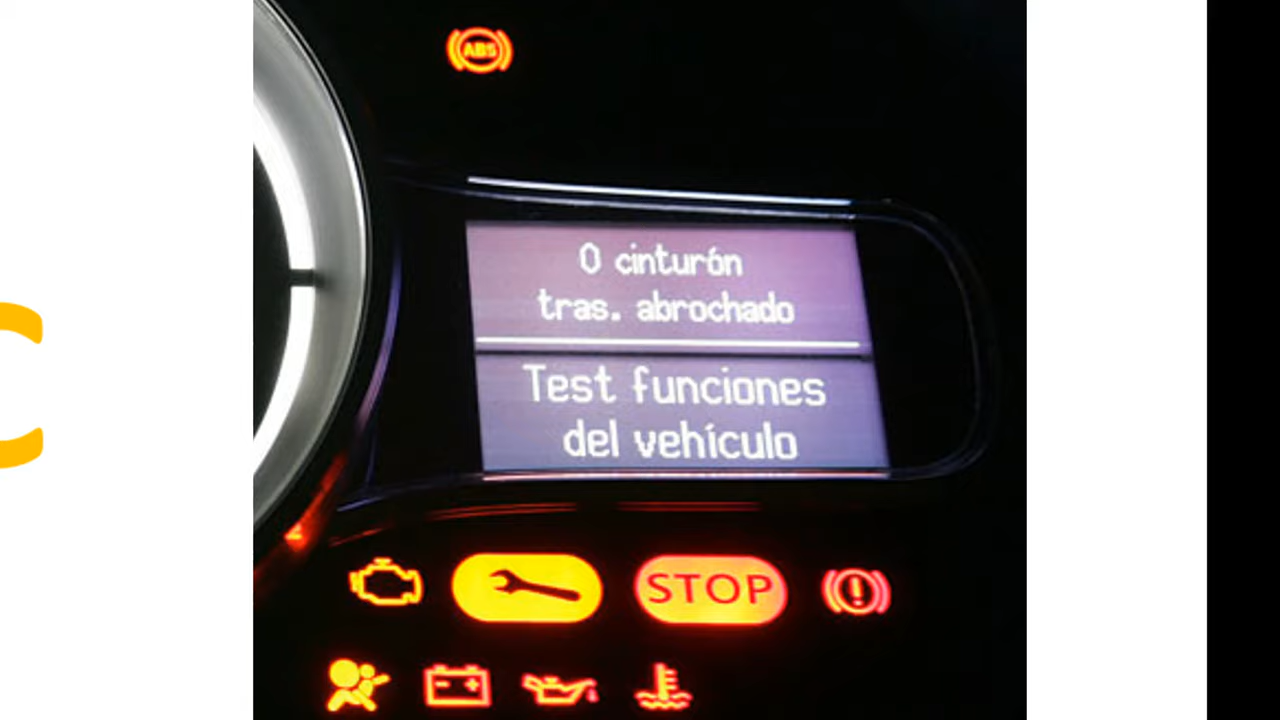 ABS
0 cinturón
tras. abrochado
Test funciones
del vehículo
STOP